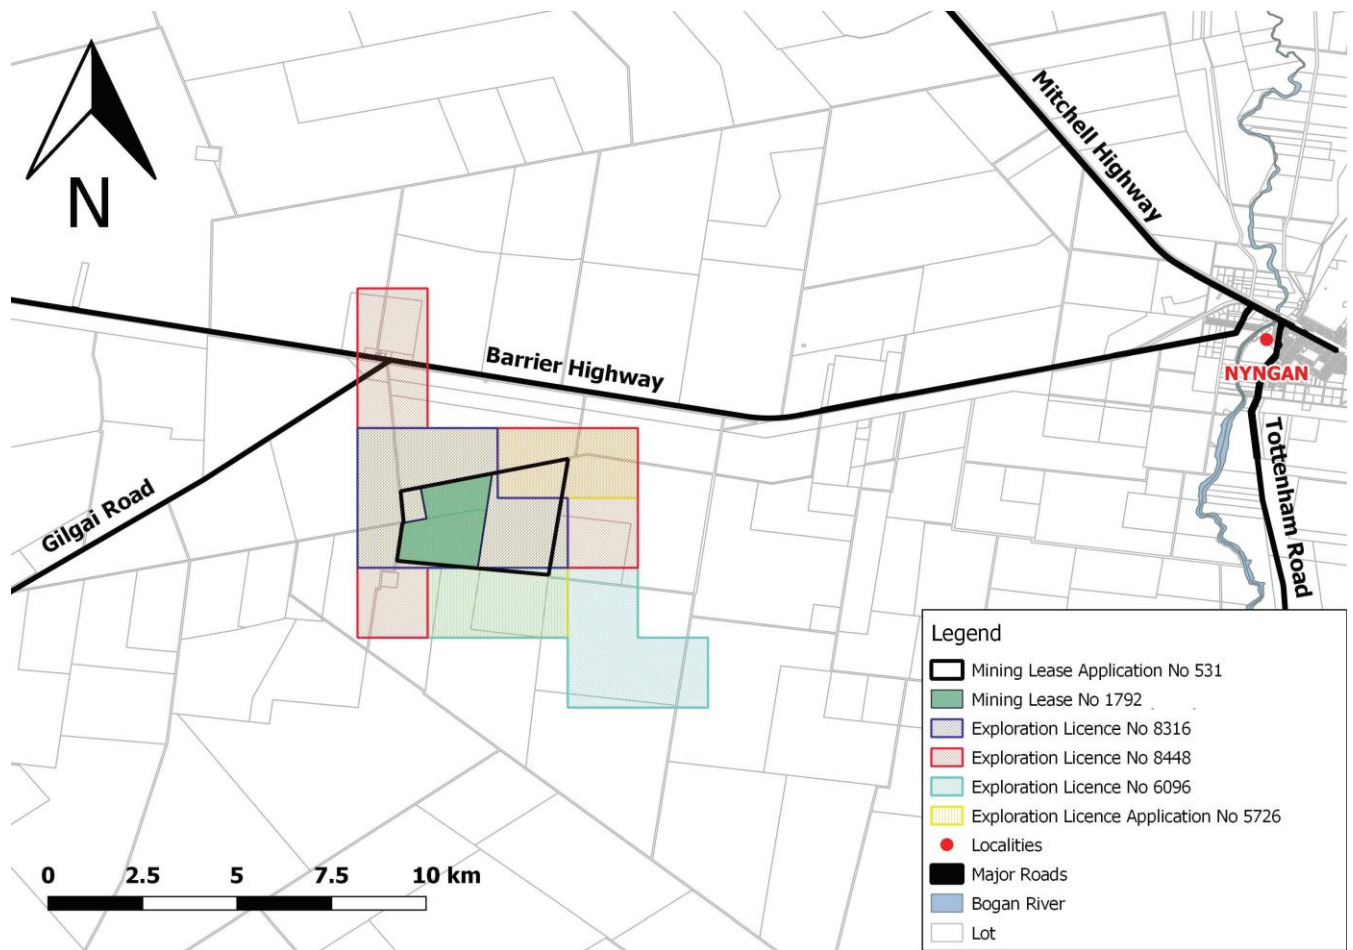 N
Mitchell Highway
Barrier Highway
NYNGAN
Gilgai Road
Tottenham Road
0 2.5 5 7.5 10 km
Legend
Mining Lease Application No 531
Mining Lease No 1792
Exploration Licence No 8316
Exploration Licence No 8448
Exploration Licence No 6096
Exploration Licence Application No 5726
Localities
Major Roads
Bogan River
Lot